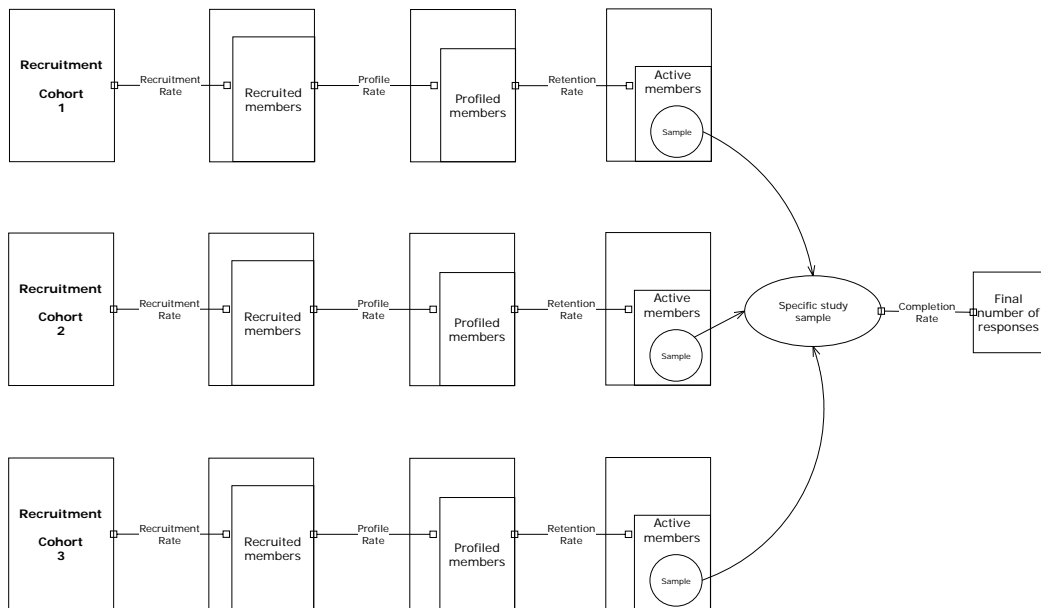 Recruitment
Cohort
1
Recruitment
Rate
Recruited
members
Profile
Rate
Profiled
members
Retention
Rate
Active
members
Sample
Recruitment
Cohort
2
Recruitment
Rate
Recruited
members
Profile
Rate
Profiled
members
Retention
Rate
Active
members
Sample
Specific study
sample
Completion
Rate
Final
number of
responses
Recruitment
Cohort
3
Recruitment
Rate
Recruited
members
Profile
Rate
Profiled
members
Retention
Rate
Active
members
Sample